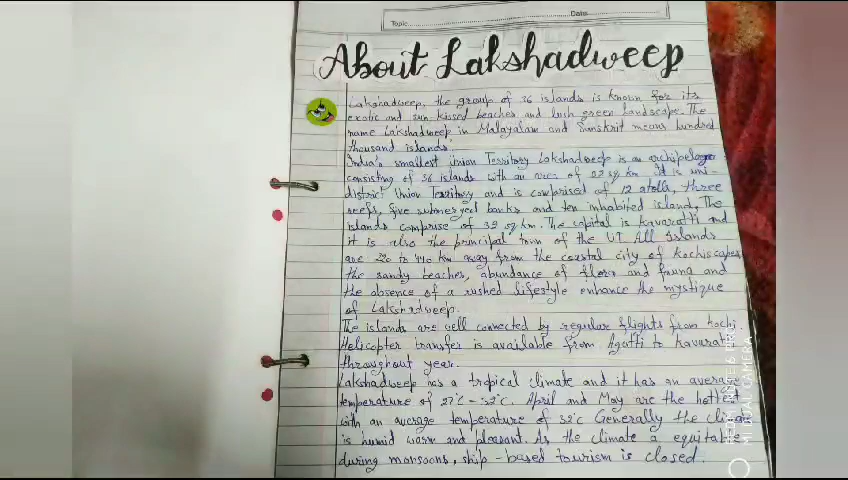 Topic Date
About Lakshadweep
Lakshadweep, the group of 36 islands is known for its
exotic and sun-kissed beaches and lush green landscape. The
name Lakshadweep in Malayalam and Sanskrit means hundred
thousand islands'
India's smallest Union Territory Lakshadweep is an archipelago
consisting of 36 islands with an area of 32 sq km. It is uni-
district Union Territory and is comprised of 12 atolls, three
reefs, five submerged banks and ten inhabited island, The
islands comprise of 32 sq km. The capital is Kavaratti and
it is also the principal town of the UT. All Islands
are 220 to 440 km away from the coastal city of Kochiscapes
the sandy beaches, abundance of flora and fauna and
the absence of a rushed lifestyle enhance the mystique
of Lakshadweep.
The islands are well connected by regular flights from Kochi
Helicopter transfer is available from Agatti to Kavaratti
throughout year.
Lakshadweep has a tropical climate and it has an average
temperature of 27°C - 32°C. April and May are the hottest
with an average temperature of 32°C Generally the climate
is humid warm and pleasant. As the climate a equitable
during monsoons, ship-based tourism is closed.